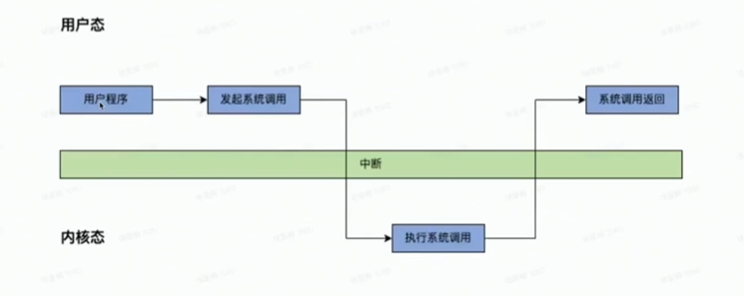 用户态
用户程序
发起系统调用
系统调用返回
中断
内核态
执行系统调用